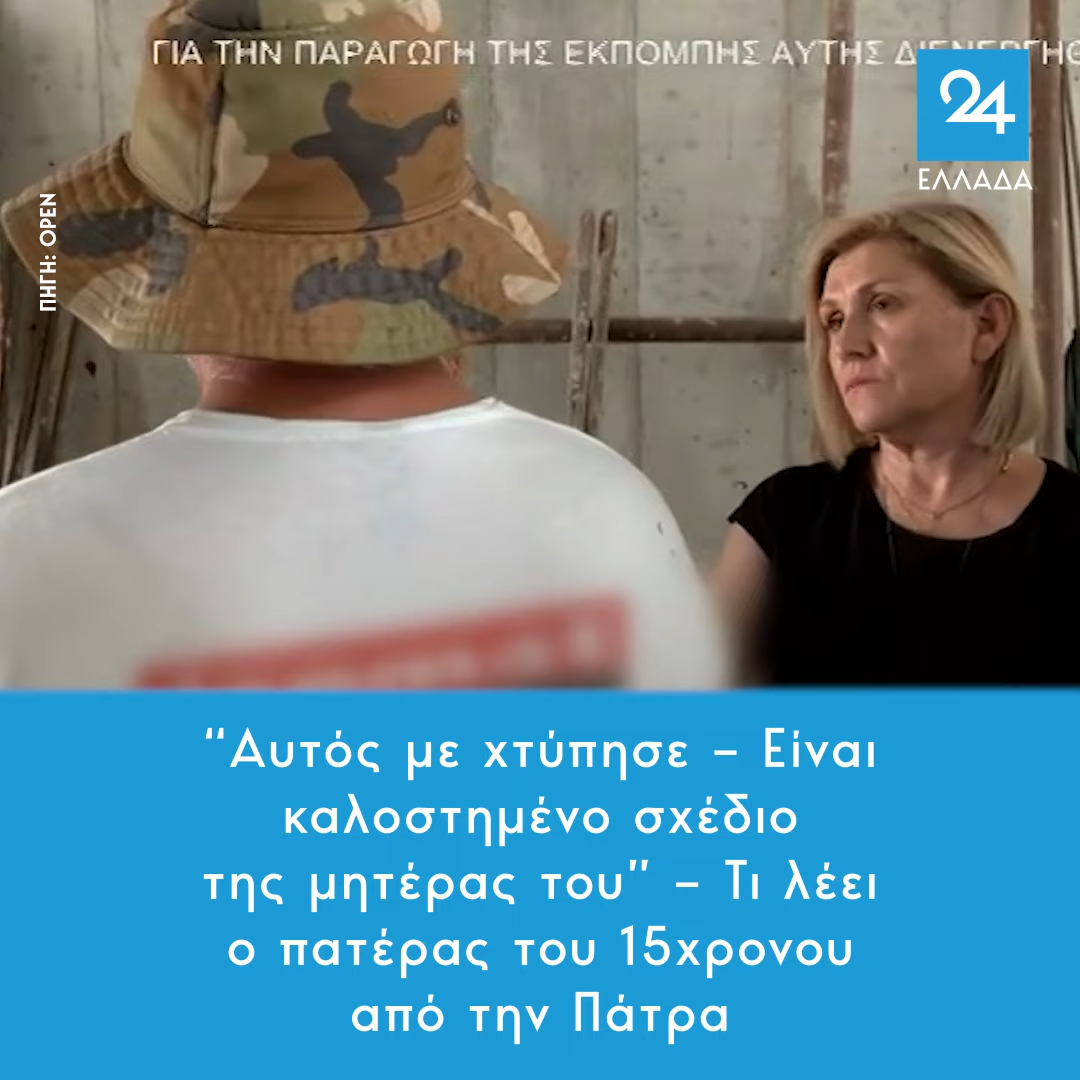 ΓΙΑ ΤΗΝ ΠΑΡΑΓΩΓΗ ΤΗΣ ΕΚΠΟΜΠΗΣ ΑΥΤΗΣ
24
ΕΛΛΑΔΑ
ΠΗΓΗ: OPEN
“Αυτός με χτύπησε – Είναι
καλοστημένο σχέδιο
της μητέρας του” – Τι λέει
ο πατέρας του 15χρονου
από την Πάτρα